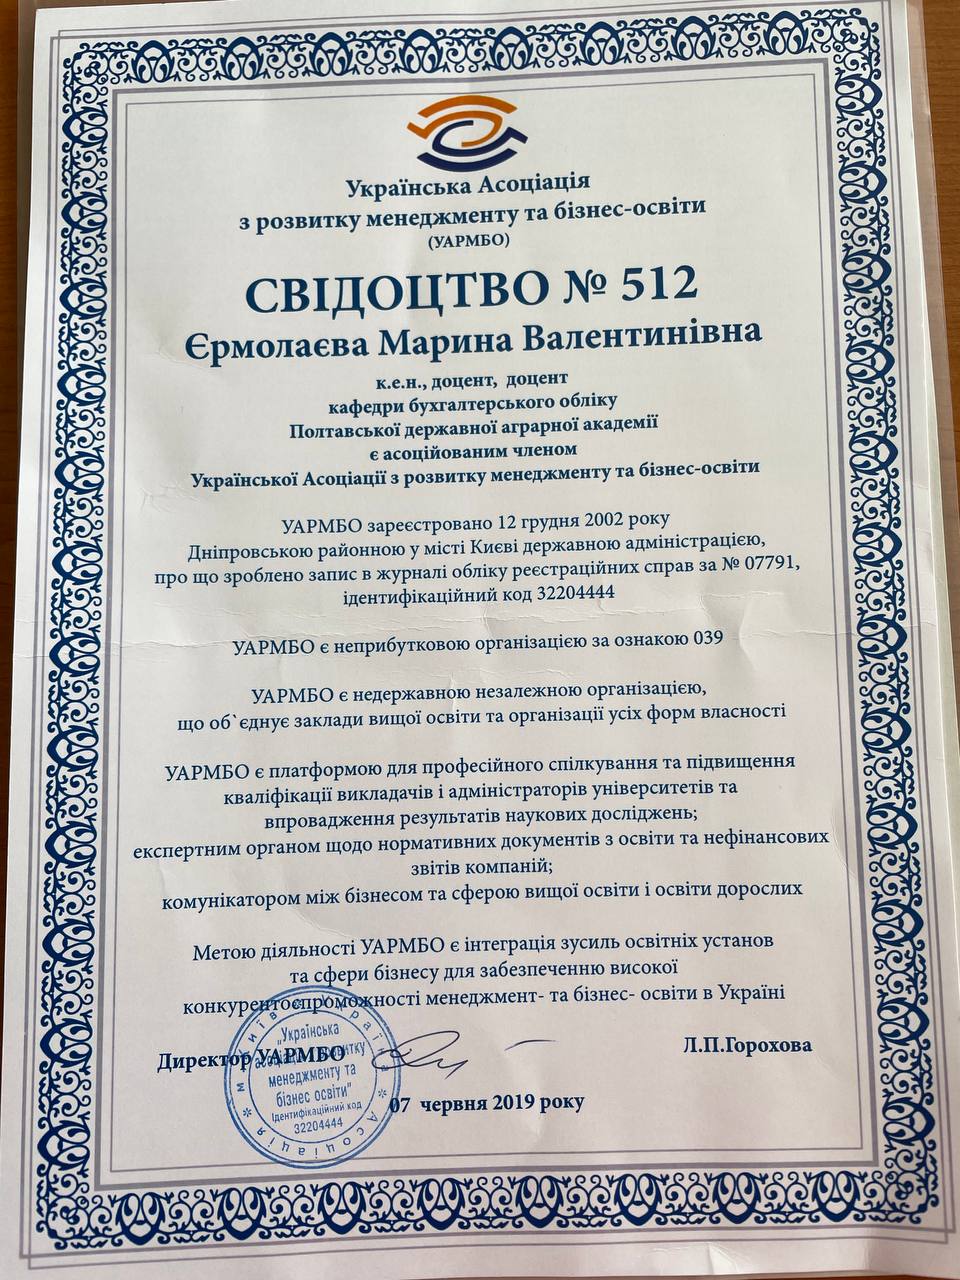 Українська Асоціація
з розвитку менеджменту та бізнес-освіти
(УАРМБО)
СВІДОЦТВО № 512
Єрмолаєва Марина Валентинівна
к.е.н., доцент, доцент
кафедри бухгалтерського обліку
Полтавської державної аграрної академії
є асоційованим членом
Української Асоціації з розвитку менеджменту та бізнес-освіти
УАРМБО зареєстровано 12 грудня 2002 року
Дніпровською районною у місті Києві державною адміністрацією,
про що зроблено запис в журналі обліку реєстраційних справ за № 07791,
ідентифікаційний код 32204444
УАРМБО є неприбутковою організацією за ознакою 039
УАРМБО є недержавною незалежною організацією,
що об`єднує заклади вищої освіти та організації усіх форм власності
УАРМБО є платформою для професійного спілкування та підвищення
кваліфікації викладачів і адміністраторів університетів та
впровадження результатів наукових досліджень;
експертним органом щодо нормативних документів з освіти та нефінансових
звітів компаній;
комунікатором між бізнесом та сферою вищої освіти і освіти дорослих
Метою діяльності УАРМБО є інтеграція зусиль освітніх установ
та сфери бізнесу для забезпеченню високої
конкурентоспроможності менеджмент- та бізнес- освіти в Україні
Директор УАРМБО
Л.П.Горохова
07 червня 2019 року
м Київ * Україна * Асоціація *
"Українська
асоціація розвитку
менеджменту та
бізнес освіти"
Ідентифікаційний код
32204444